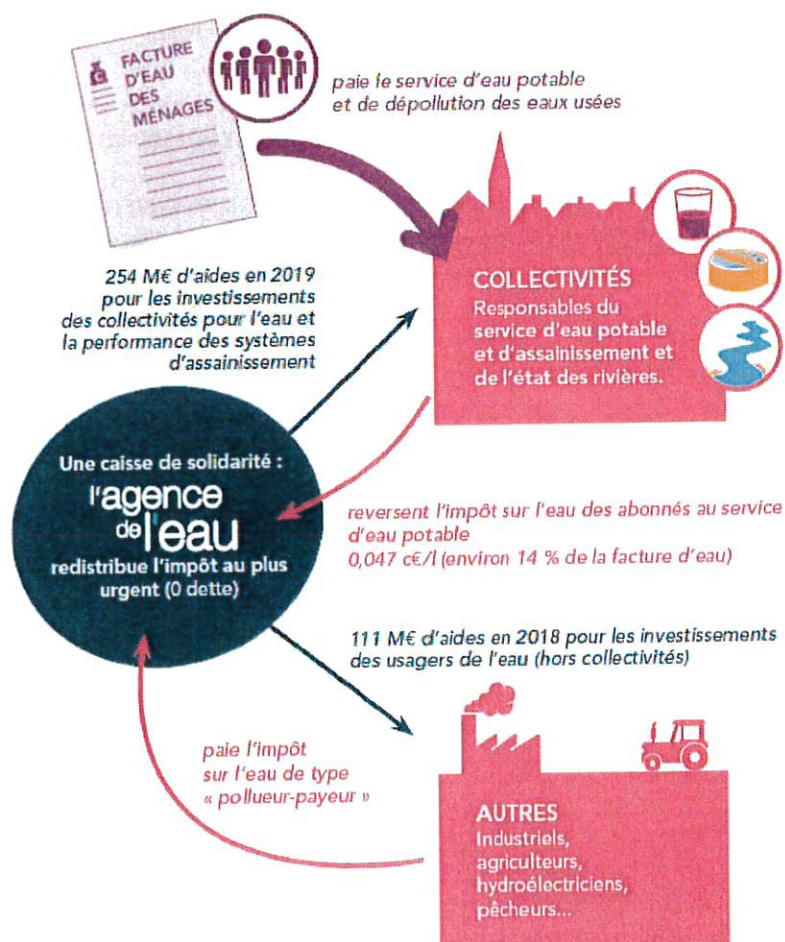 FACTURE
D'EAU
DES
MÉNAGES
paie le service d'eau potable
et de dépollution des eaux usées
254 M€ d'aides en 2019
pour les investissements
des collectivités pour l'eau et
la performance des systèmes
d'assainissement
COLLECTIVITÉS
Responsables du
service d'eau potable
et d'assainissement et
de l'état des rivières.
Une caisse de solidarité :
l'agence
de l'eau
redistribue l'impôt au plus
urgent (0 dette)
reversent l'impôt sur l'eau des abonnés au service
d'eau potable
0,047 c€/l (environ 14 % de la facture d'eau)
111 M€ d'aides en 2018 pour les investissements
des usagers de l'eau (hors collectivités)
paie l'impôt
sur l'eau de type
« pollueur-payeur »
AUTRES
Industriels,
agriculteurs,
hydroélectriciens,
pêcheurs...